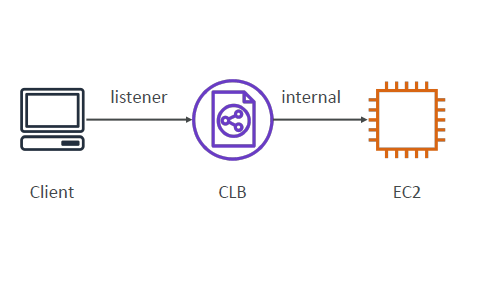 listener
internal
Client
CLB
EC2